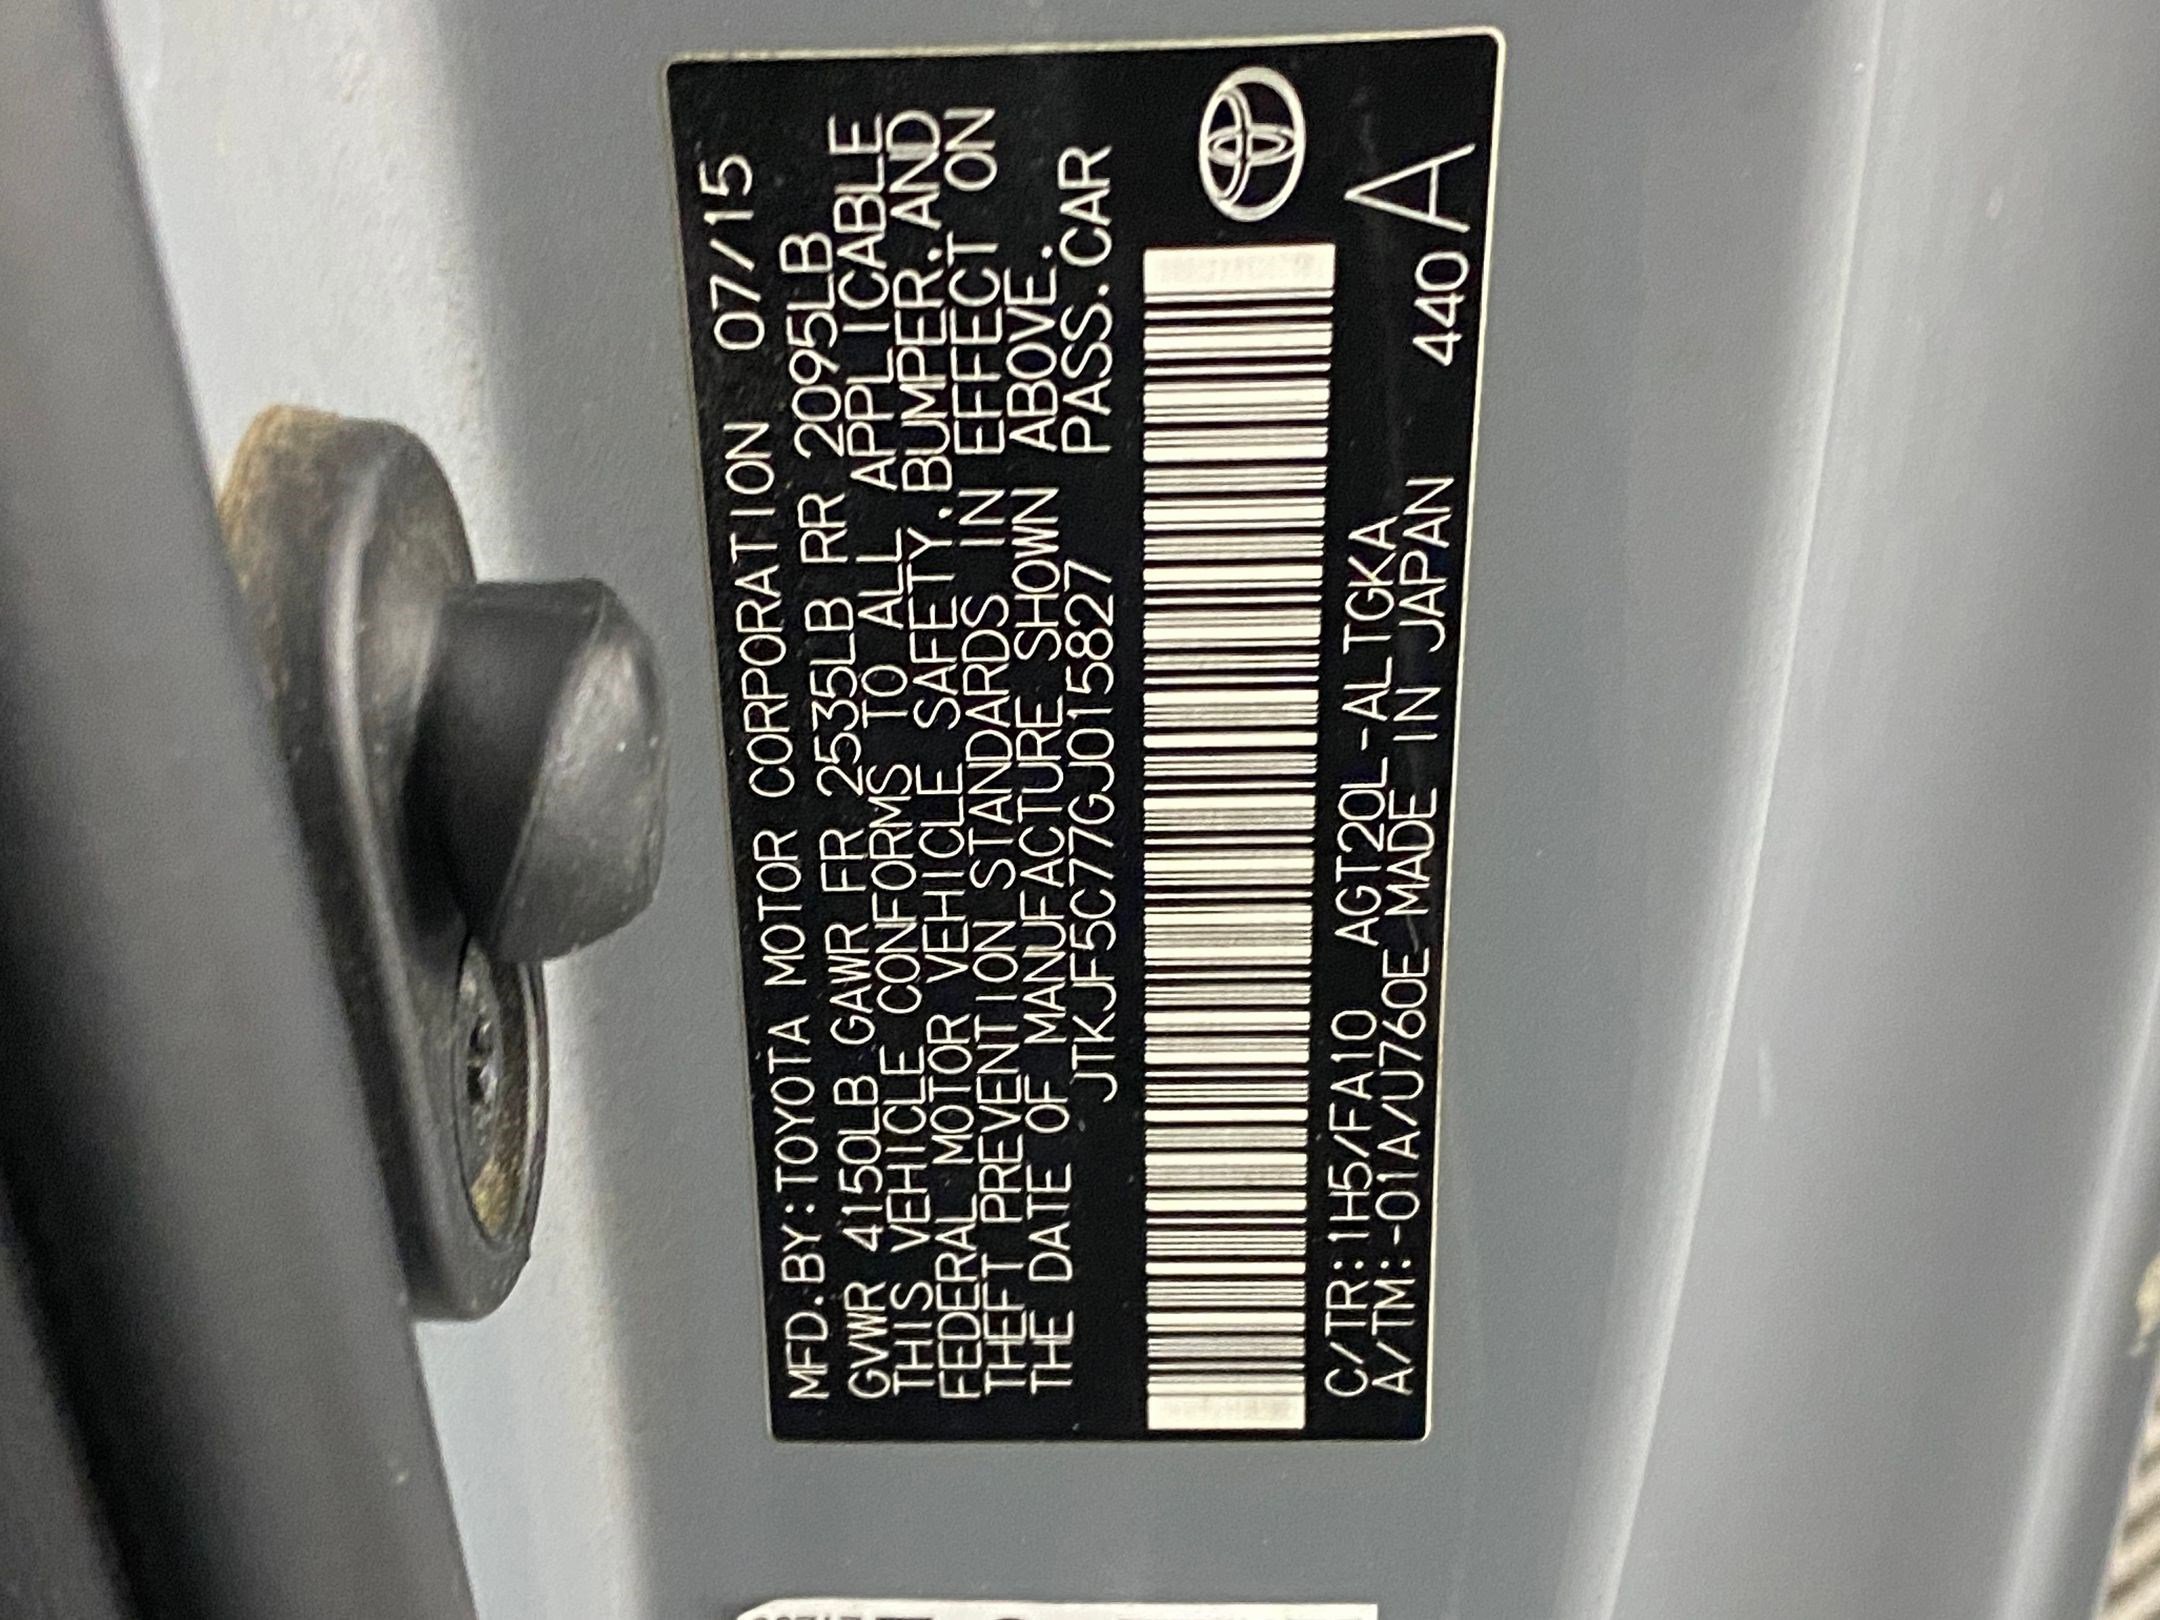 MFD.BY:TOYOTA MOTOR CORPORATION 07/15
GVWR 4150LB GAWR FR 2535LB RR 2095LB
THIS VEHICLE CONFORMS TO ALL APPLICABLE
FEDERAL MOTOR VEHICLE SAFETY.BUMPER.AND
THEFT PREVENTION STANDARDS IN EFFECT ON
THE DATE OF MANUFACTURE SHOWN ABOVE.
JTKJF5C77GJ015827 PASS.CAR
C/TR:1H5/FA10 AGT20L-ALTGKA
A/TM:-01A/U760E MADE IN JAPAN 440 A